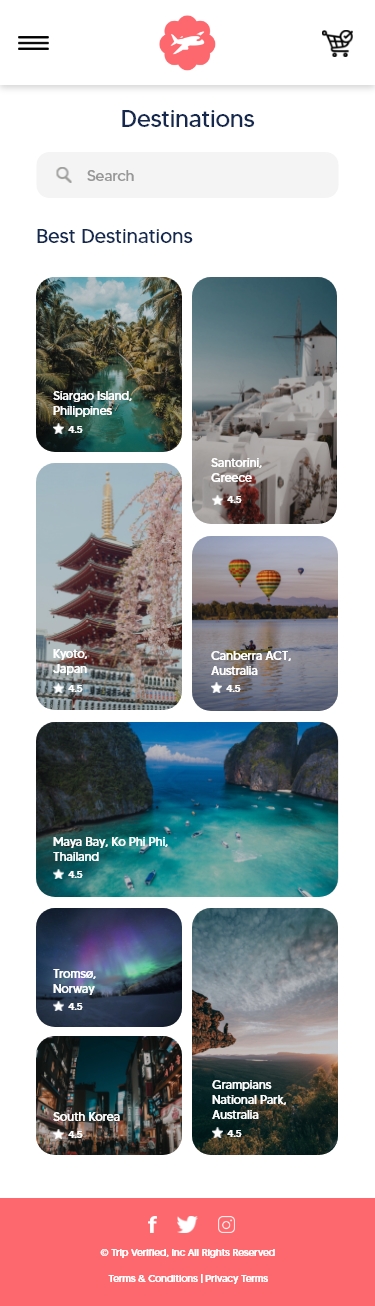 Destinations
Search
Best Destinations
Siargao Island,
Philippines
4.5
Santorini,
Greece
4.5
Kyoto,
Japan
4.5
Canberra ACT,
Australia
4.5
Maya Bay, Ko Phi Phi,
Thailand
4.5
Tromsø,
Norway
4.5
South Korea
4.5
Grampians
National Park,
Australia
4.5
© Trip Verified, Inc All Rights Reserved
Terms & Conditions | Privacy Terms